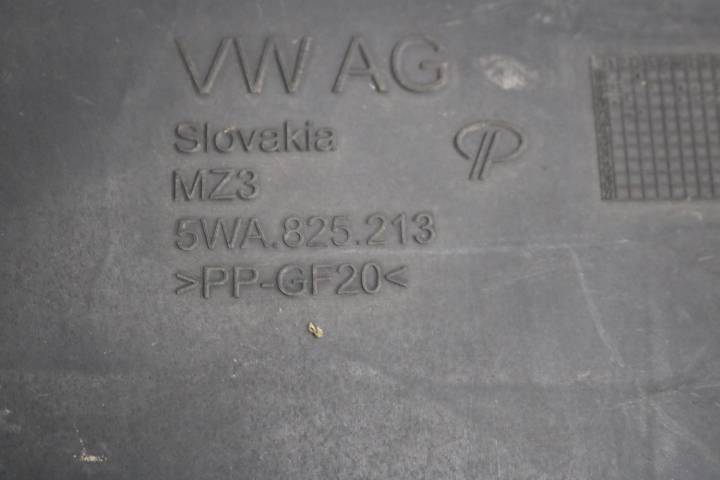 VW AG
Slovakia
MZ3
5WA.825.213
>PP-GF20<